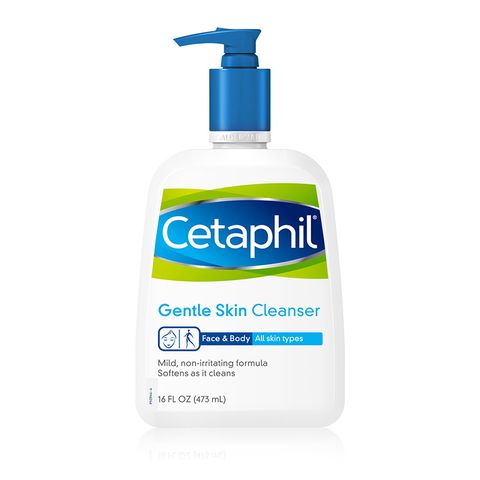 Cetaphil®
Gentle Skin Cleanser
Face & Body All skin types
Mild, non-irritating formula
Softens as it cleans
16 FL OZ (473 mL)